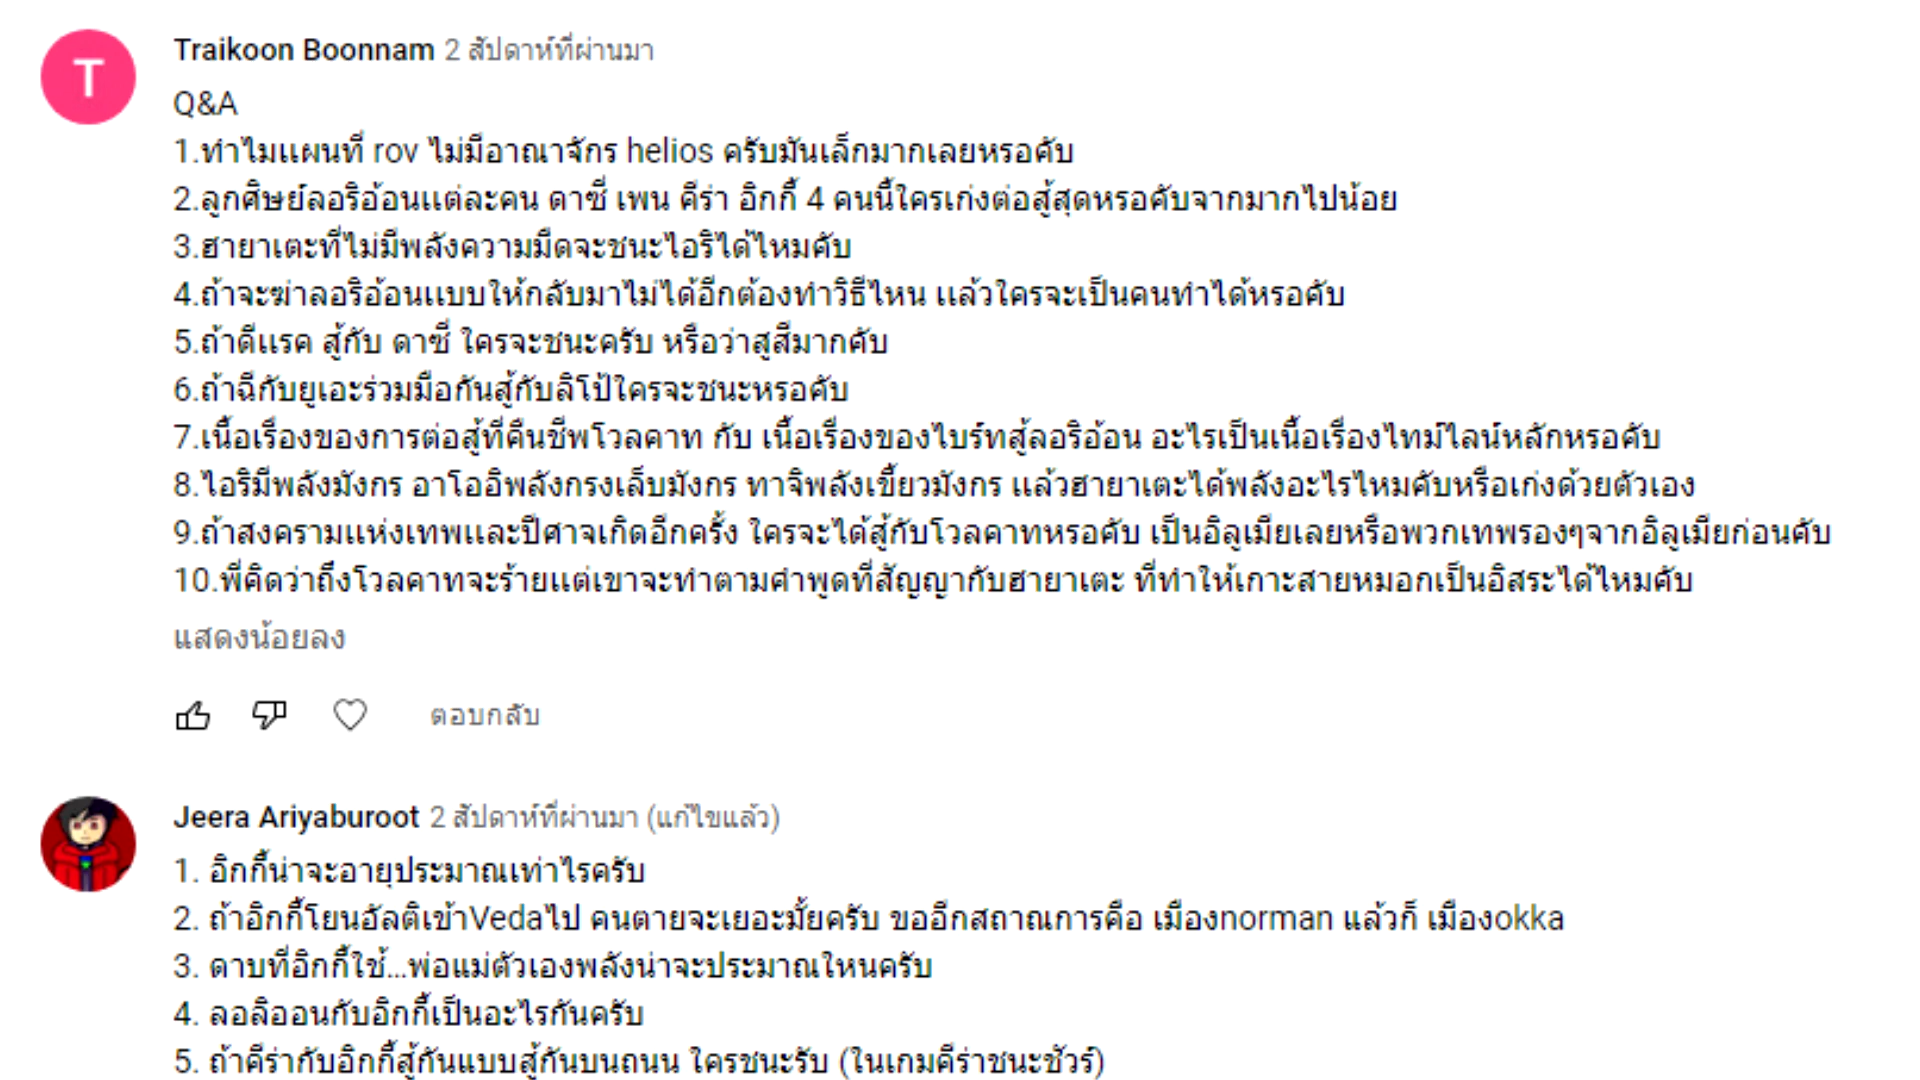 T
Traikoon Boonnam 2 สัปดาห์ที่ผ่านมา
Q&A
1.ทำไมแผนที่ rov ไม่มีอาณาจักร helios ครับมันเล็กมากเลยหรอคับ
2.ลูกศิษย์ลอริอ้อนแต่ละคน ดาซี่ เพน คีร่า อิกกี้ 4 คนนี้ใครเก่งต่อสู้สุดหรอคับจากมากไปน้อย
3.ฮายาเตะที่ไม่มีพลังความมืดจะชนะไอริได้ไหมคับ
4.ถ้าจะฆ่าลอริอ้อนแบบให้กลับมาไม่ได้อีกต้องทำวิธีไหน แล้วใครจะเป็นคนทำได้หรอคับ
5.ถ้าดีแรค สู้กับ ดาซี่ ใครจะชนะครับ หรือว่าสูสีมากคับ
6.ถ้าฉีกับยูเอะร่วมมือกันสู้กับลิโป้ใครจะชนะหรอคับ
7.เนื้อเรื่องของการต่อสู้ที่คืนชีพโวลคาท กับ เนื้อเรื่องของไบร์ทสู้ลอริอ้อน อะไรเป็นเนื้อเรื่องไทม์ไลน์หลักหรอคับ
8.ไอริมีพลังมังกร อาโออิพลังกรงเล็บมังกร ทาจิพลังเขี้ยวมังกร แล้วฮายาเตะได้พลังอะไรไหมคับหรือเก่งด้วยตัวเอง
9.ถ้าสงครามแห่งเทพและปีศาจเกิดอีกครั้ง ใครจะได้สู้กับโวลคาทหรอคับ เป็นอิลูเมียเลยหรือพวกเทพรองๆจากอิลูเมียก่อนคับ
10.พี่คิดว่าถึงโวลคาทจะร้ายแต่เขาจะทำตามคำพูดที่สัญญากับฮายาเตะ ที่ทำให้เกาะสายหมอกเป็นอิสระได้ไหมคับ
แสดงน้อยลง
ตอบกลับ
Jeera Ariyaburoot 2 สัปดาห์ที่ผ่านมา (แก้ไขแล้ว)
1. อิกกี้น่าจะอายุประมาณเท่าไรครับ
2. ถ้าอิกกี้โยนอัลติเข้าVedaไป คนตายจะเยอะมั้ยครับ ขออีกสถาณการคือ เมืองnorman แล้วก็ เมืองokka
3. ดาบที่อิกกี้ใช้...พ่อแม่ตัวเองพลังน่าจะประมาณใหนครับ
4. ลอลิออนกับอิกกี้เป็นอะไรกันครับ
5. ถ้าคีร่ากับอิกกี้สู้กันแบบสู้กันบนถนน ใครชนะรับ (ในเกมคีร่าชนะชัวร์)